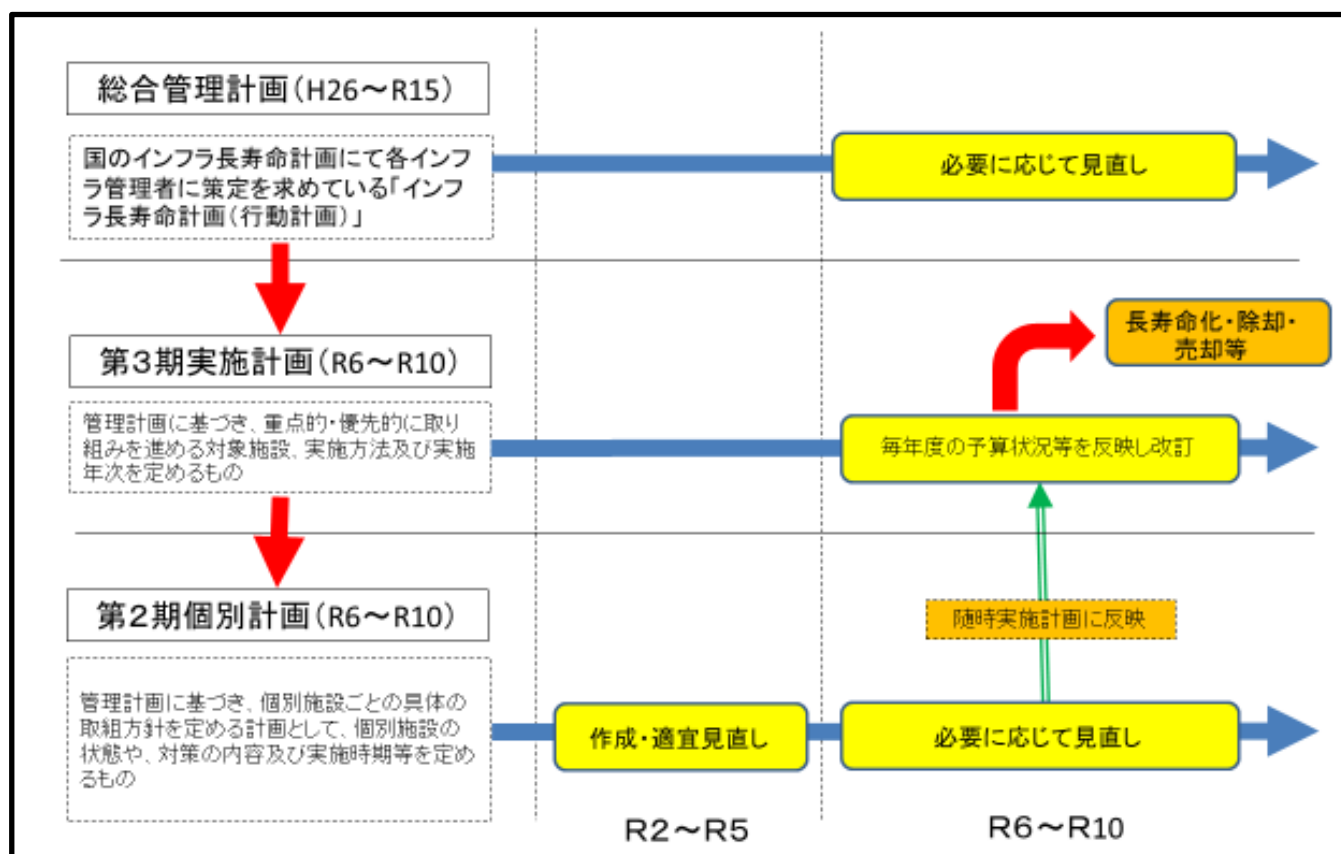 総合管理計画（H26～R15）
国のインフラ長寿命計画にて各インフ
ラ管理者に策定を求めている「インフ
ラ長寿命計画（行動計画）」
必要に応じて見直し
長寿命化・除却・
売却等
第３期実施計画（R6～R10）
管理計画に基づき、重点的・優先的に取り
組みを進める対象施設、実施方法及び実施
年次を定めるもの
毎年度の予算状況等を反映し改訂
第２期個別計画（R6～R10）
随時実施計画に反映
管理計画に基づき、個別施設ごとの具体の
取組方針を定める計画として、個別施設の
状態や、対策の内容及び実施時期等を定め
るもの
作成・適宜見直し
必要に応じて見直し
R２～R５
R６～R10